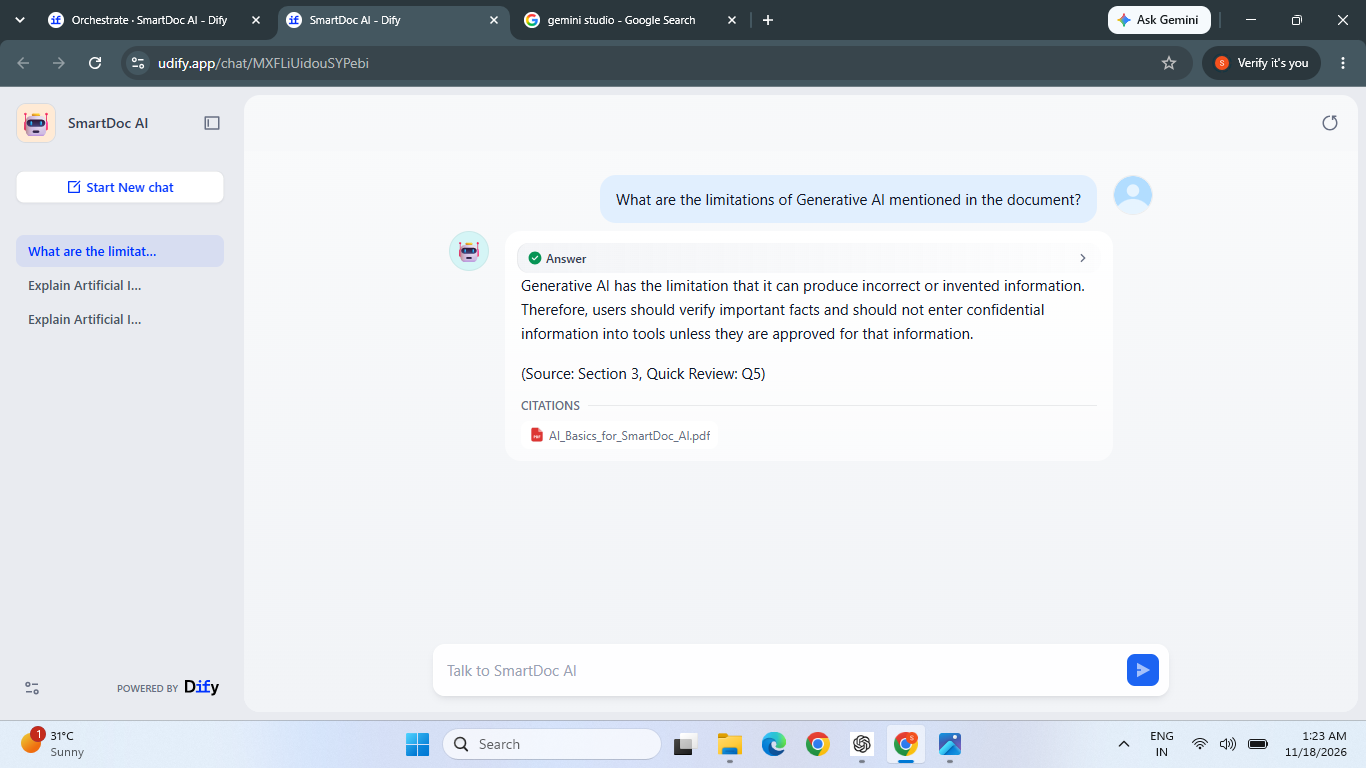 Orchestrate · SmartDoc AI - Dify
SmartDoc AI - Dify
gemini studio - Google Search
Ask Gemini
udify.app/chat/MXFLiUidouSYPebi
S
Verify it's you
SmartDoc AI
Start New chat
What are the limitat...
Explain Artificial I...
Explain Artificial I...
What are the limitations of Generative AI mentioned in the document?
Answer
Generative AI has the limitation that it can produce incorrect or invented information.
Therefore, users should verify important facts and should not enter confidential
information into tools unless they are approved for that information.
(Source: Section 3, Quick Review: Q5)
CITATIONS
AI_Basics_for_SmartDoc_AI.pdf
Talk to SmartDoc AI
POWERED BY Dify
1
31°C
Sunny
Search
ENG
IN
1:23 AM
11/18/2026